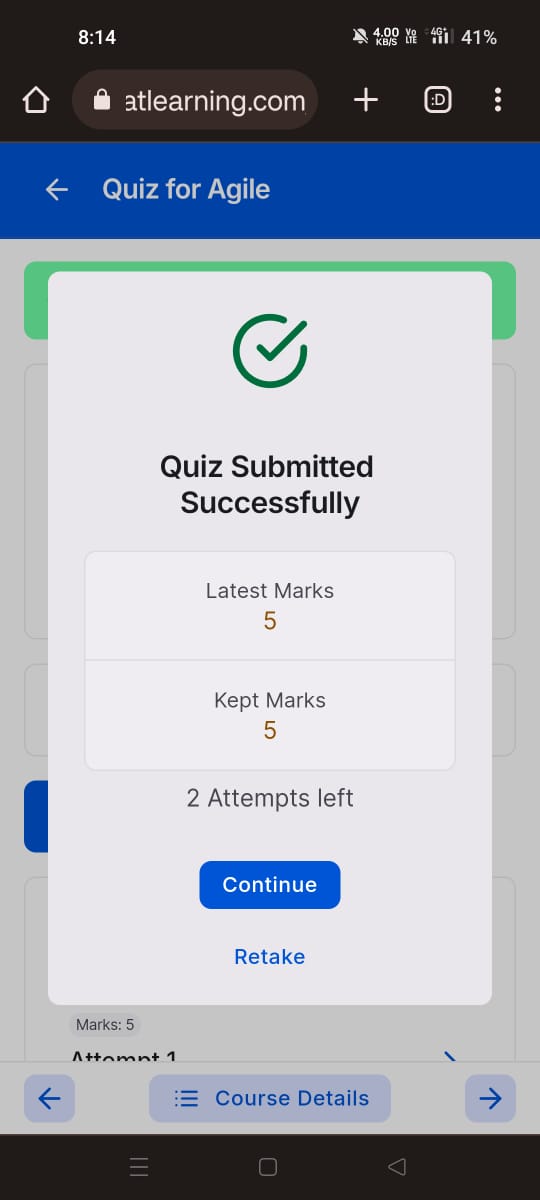 8:14
4.00 KB/S
Vo LTE
4G+
41%
atlearning.com
:D
Quiz for Agile
Quiz Submitted
Successfully
Latest Marks
5
Kept Marks
5
2 Attempts left
Continue
Retake
Marks: 5
Attempt 1
Course Details